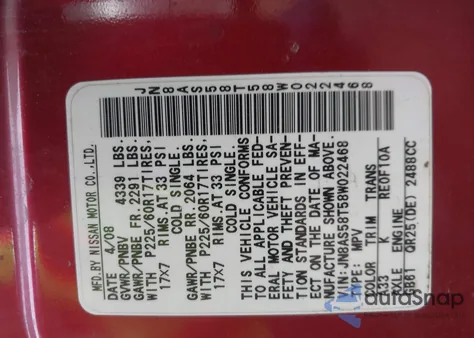 JN8AS58T58W022468
MFD.BY NISSAN MOTOR CO.,LTD.
DATE 4/08
GVWR/PNBV 4339 LBS.
GAWR/PNBE FR.2291 LBS.
WITH P225/60R17TIRES.
17X7 RIMS.AT 33 PSI
COLD SINGLE.
GAWR/PNBE RR.2064 LBS.
WITH P225/60R17TIRES.
17X7 RIMS.AT 33 PSI
COLD SINGLE.
THIS VEHICLE CONFORMS
TO ALL APPLICABLE FED-
ERAL MOTOR VEHICLE SA-
FETY AND THEFT PREVEN-
TION STANDARDS IN EFF-
ECT ON THE DATE OF MA-
NUFACTURE SHOWN ABOVE.
VIN:JN8AS58T58W022468
TYPE: MPV
COLOR TRIM TRANS
A33 K RE0F10A
AXLE ENGINE
GB61 QR25(DE) 2488CC
autoSnap